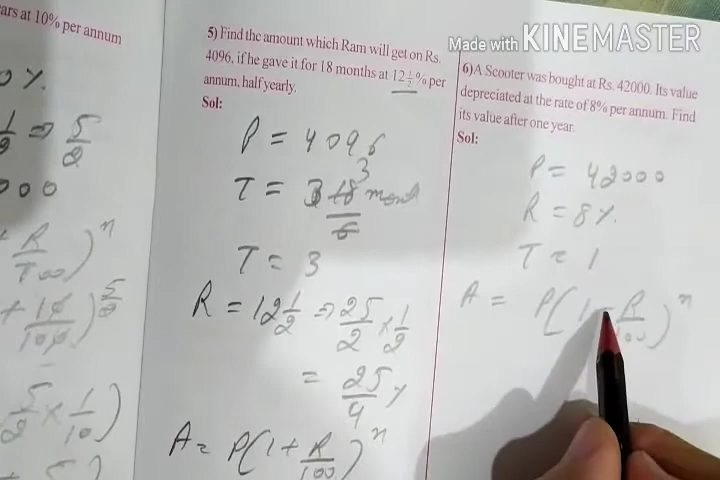 ars at 10% per annum
0 %
1/2 ⇒ 5/2
000
+ R/100)^n
+ 10/100)^5/2
5/2 × 1/10)
5)
5) Find the amount which Ram will get on Rs.
4096, if he gave it for 18 months at 12 1/2 % per
annum, half yearly.
Sol:
P = 4096
T = 18/6 month
3
T = 3
R = 12 1/2 ⇒ 25/2 × 1/2
= 25/4 %
A = P(1 + R/100)^n
Made with KINEMASTER
6)A Scooter was bought at Rs. 42000. Its value
depreciated at the rate of 8% per annum. Find
its value after one year.
Sol:
P = 42000
R = 8%.
T = 1
A = P(1 - R/100)^n